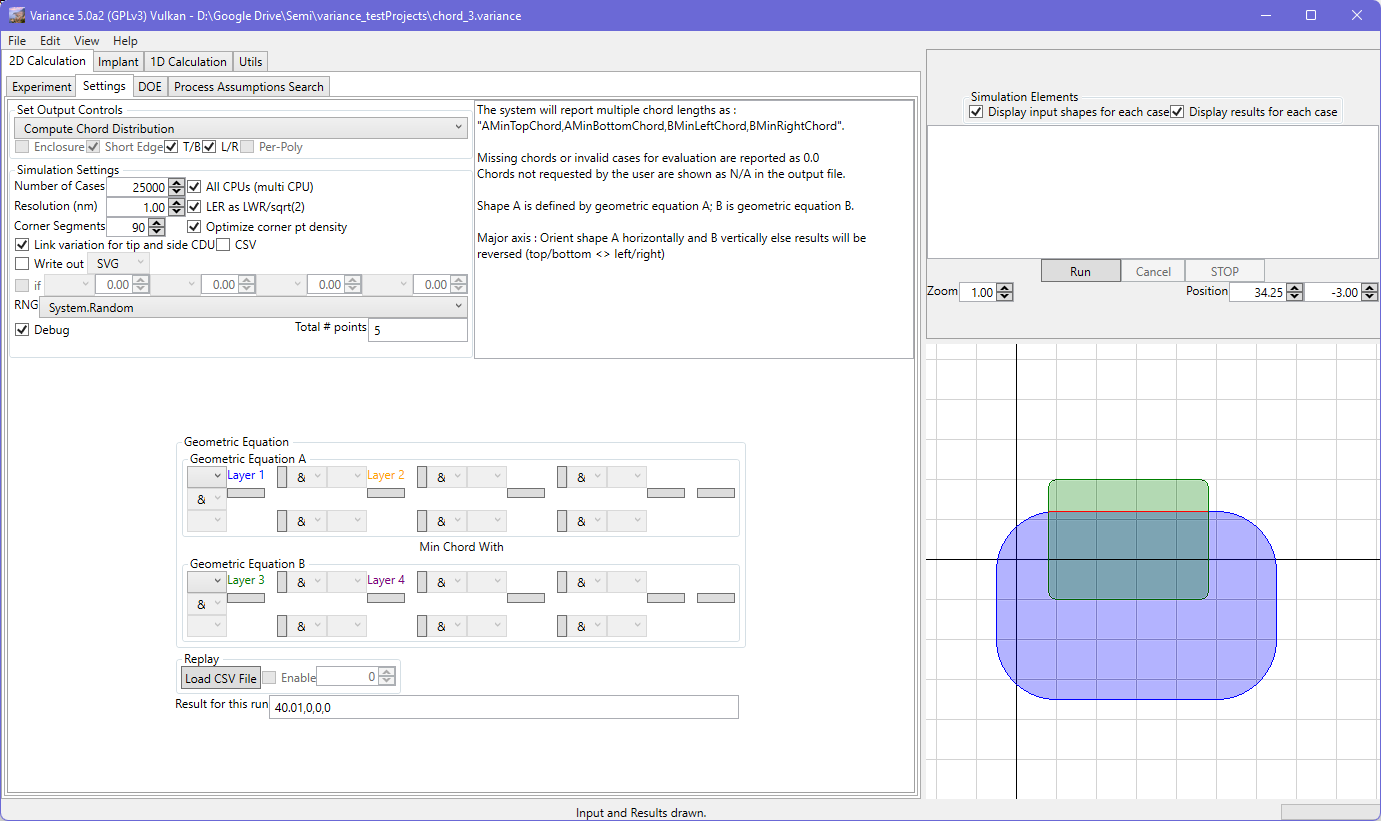 Variance 5.0a2 (GPLv3) Vulkan - D:\Google Drive\Semi\variance_testProjects\chord_3.variance
File Edit View Help
2D Calculation Implant 1D Calculation Utils
Experiment Settings DOE Process Assumptions Search
Set Output Controls
Compute Chord Distribution
Enclosure Short Edge T/B L/R Per-Poly
Simulation Settings
Number of Cases 25000 All CPUs (multi CPU)
Resolution (nm) 1.00 LER as LWR/sqrt(2)
Corner Segments 90 Optimize corner pt density
Link variation for tip and side CDU CSV
Write out SVG
if 0.00 0.00 0.00 0.00
RNG System.Random
Debug Total # points 5
The system will report multiple chord lengths as :
"AMinTopChord,AMinBottomChord,BMinLeftChord,BMinRightChord".
Missing chords or invalid cases for evaluation are reported as 0.0
Chords not requested by the user are shown as N/A in the output file.
Shape A is defined by geometric equation A; B is geometric equation B.
Major axis : Orient shape A horizontally and B vertically else results will be
reversed (top/bottom <> left/right)
Geometric Equation
Geometric Equation A
Layer 1 & Layer 2 & &
&
& & &
Min Chord With
Geometric Equation B
Layer 3 & Layer 4 & &
&
& & &
Replay
Load CSV File Enable 0
Result for this run 40.01,0,0,0
Simulation Elements
Display input shapes for each case Display results for each case
Run Cancel STOP
Zoom 1.00 Position 34.25 -3.00
Input and Results drawn.